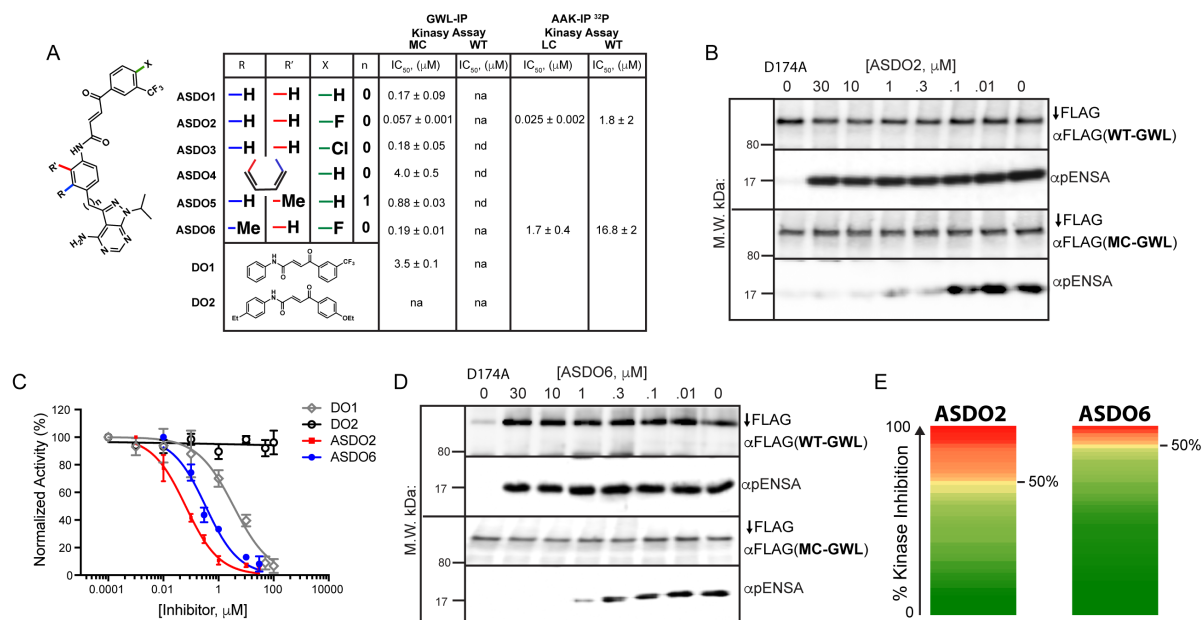 A
GWL-IP
Kinasy Assay
MC WT
AAK-IP ³²P
Kinasy Assay
LC WT
R R' X n IC₅₀, (μM) IC₅₀, (μM) IC₅₀, (μM) IC₅₀, (μM)
ASDO1 H H H 0 0.17 ± 0.09 na
ASDO2 H H F 0 0.057 ± 0.001 na 0.025 ± 0.002 1.8 ± 2
ASDO3 H H Cl 0 0.18 ± 0.05 nd
ASDO4 H 0 4.0 ± 0.5 nd
ASDO5 H Me H 1 0.88 ± 0.03 nd
ASDO6 Me H F 0 0.19 ± 0.01 na 1.7 ± 0.4 16.8 ± 2
DO1 3.5 ± 0.1 na
DO2 na na
X
CF₃
O
O
NH
R'
R
( )n
N
N
H₂N
N
N
H
N
O
O
CF₃
H
N
O
O
Et
OEt
B
D174A [ASDO2, μM]
0 30 10 1 .3 .1 .01 0
M.W. kDa:
80
17
80
17
↓FLAG
αFLAG(WT-GWL)
αpENSA
↓FLAG
αFLAG(MC-GWL)
αpENSA
C
Normalized Activity (%)
120
100
80
60
40
20
0
0.0001 0.01 1 100 10000
[Inhibitor, μM]
DO1
DO2
ASDO2
ASDO6
D
D174A [ASDO6, μM]
0 30 10 1 .3 .1 .01 0
M.W. kDa:
80
17
80
17
↓FLAG
αFLAG(WT-GWL)
αpENSA
↓FLAG
αFLAG(MC-GWL)
αpENSA
E
ASDO2 ASDO6
% Kinase Inhibition
100
0
50%
50%